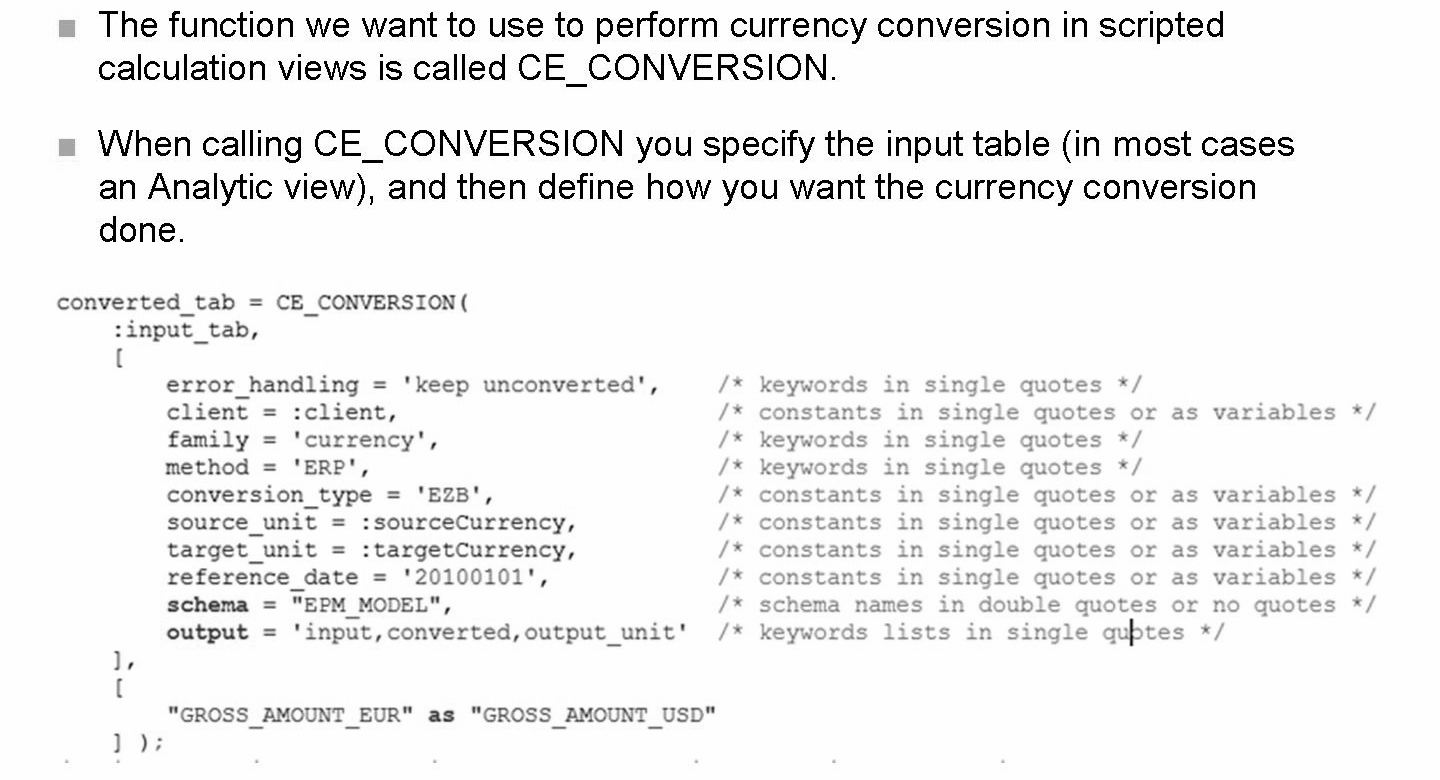 The function we want to use to perform currency conversion in scripted
calculation views is called CE_CONVERSION.
When calling CE_CONVERSION you specify the input table (in most cases
an Analytic view), and then define how you want the currency conversion
done.
converted_tab = CE_CONVERSION(
:input_tab,
[
error_handling = 'keep unconverted', /* keywords in single quotes */
client = :client, /* constants in single quotes or as variables */
family = 'currency', /* keywords in single quotes */
method = 'ERP', /* keywords in single quotes */
conversion_type = 'EZB', /* constants in single quotes or as variables */
source_unit = :sourceCurrency, /* constants in single quotes or as variables */
target_unit = :targetCurrency, /* constants in single quotes or as variables */
reference_date = '20100101', /* constants in single quotes or as variables */
schema = "EPM_MODEL", /* schema names in double quotes or no quotes */
output = 'input,converted,output_unit' /* keywords lists in single quotes */
],
[
"GROSS_AMOUNT_EUR" as "GROSS_AMOUNT_USD"
] );